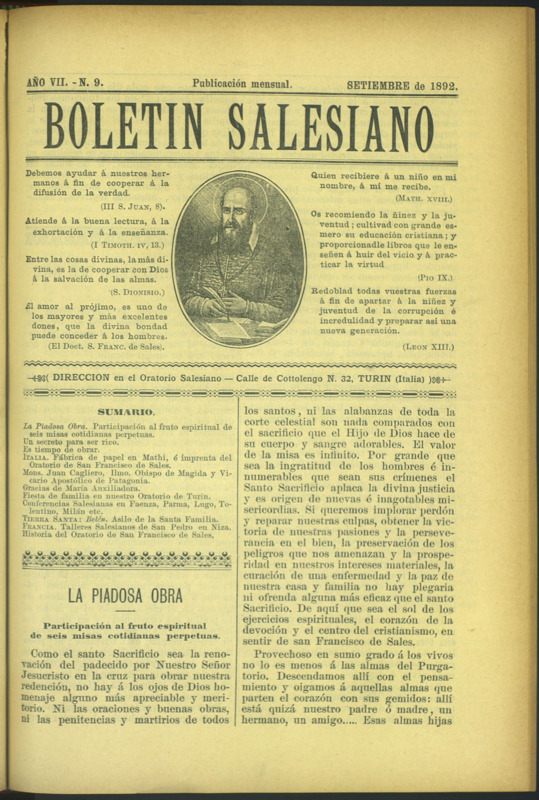 AÑO VII. - N. 9.
Publicación mensual.
SETIEMBRE de 1892.
BOLETIN SALESIANO
Debemos ayudar á nuestros her-
manos á fin de cooperar á la
difusión de la verdad.
(III S. JUAN, 8).
Atiende á la buena lectura, á la
exhortación y á la enseñanza.
(I TIMOTH. IV, 13.)
Entre las cosas divinas, la más di-
vina, es la de cooperar con Dios
á la salvación de las almas.
(S. DIONISIO.)
El amor al prójimo, es uno de
los mayores y más excelentes
dones, que la divina bondad
puede conceder á los hombres.
(El Doct. S. FRANC. de Sales).
Quien recibiere á un niño en mi
nombre, á mí me recibe.
(MATH. XVIII.)
Os recomiendo la ñinez y la ju-
ventud; cultivad con grande es-
mero su educación cristiana; y
proporcionadle libros que le en-
señen á huir del vicio y á prac-
ticar la virtud
(PIO IX.)
Redoblad todas vuestras fuerzas
á fin de apartar á la niñez y
juventud de la corrupción é
incredulidad y preparar así una
nueva generación.
(LEON XIII.)
DIRECCION en el Oratorio Salesiano — Calle de Cottolengo N. 32, TURIN (Italia)
SUMARIO.
La Piadosa Obra. Participación al fruto espiritual de
seis misas cotidianas perpetuas.
Un secreto para ser rico.
Es tiempo de obrar.
ITALIA. Fábrica de papel en Mathi, é imprenta del
Oratorio de San Francisco de Sales.
Mons. Juan Cagliero, Ilmo. Obispo de Magida y Vi-
cario Apostólico de Patagonia.
Gracias de María Auxiliadora.
Fiesta de familia en nuestro Oratorio de Turin.
Conferencias Salesianas en Faenza, Parma, Lugo, To-
lentino, Milán etc.
TIERRA SANTA: Belén. Asilo de la Santa Familia.
FRANCIA. Talleres Salesianos de San Pedro en Niza.
Historia del Oratorio de San Francisco de Sales.
LA PIADOSA OBRA
Participación al fruto espiritual
de seis misas cotidianas perpetuas.
Como el santo Sacrificio sea la reno-
vación del padecido por Nuestro Señor
Jesucristo en la cruz para obrar nuestra
redención, no hay á los ojos de Dios ho-
menaje alguno más apreciable y meri-
torio. Ni las oraciones y buenas obras,
ni las penitencias y martirios de todos
los santos, ni las alabanzas de toda la
corte celestial son nada comparados con
el sacrificio que el Hijo de Dios hace de
su cuerpo y sangre adorables. El valor
de la misa es infinito. Por grande que
sea la ingratitud de los hombres é in-
numerables que sean sus crímenes el
Santo Sacrificio aplaca la divina justicia
y es origen de nuevas é inagotables mi-
sericordias. Si queremos implorar perdón
y reparar nuestras culpas, obtener la vic-
toria de nuestras pasiones y la perseve-
rancia en el bien, la preservación de los
peligros que nos amenazan y la prospe-
ridad en nuestros intereses materiales, la
curación de una enfermedad y la paz de
nuestra casa y familia no hay plegaria
ni ofrenda alguna más eficaz que el santo
Sacrificio. De aquí que sea el sol de los
ejercicios espirituales, el corazón de la
devoción y el centro del cristianismo, en
sentir de san Francisco de Sales.
Provechoso en sumo grado á los vivos
no lo es menos á las almas del Purga-
torio. Descendamos allí con el pensa-
miento y oigamos á aquellas almas que
parten el corazón con sus gemidos: allí
está quizá nuestro padre ó madre, un
hermano, un amigo..... Esas almas hijas